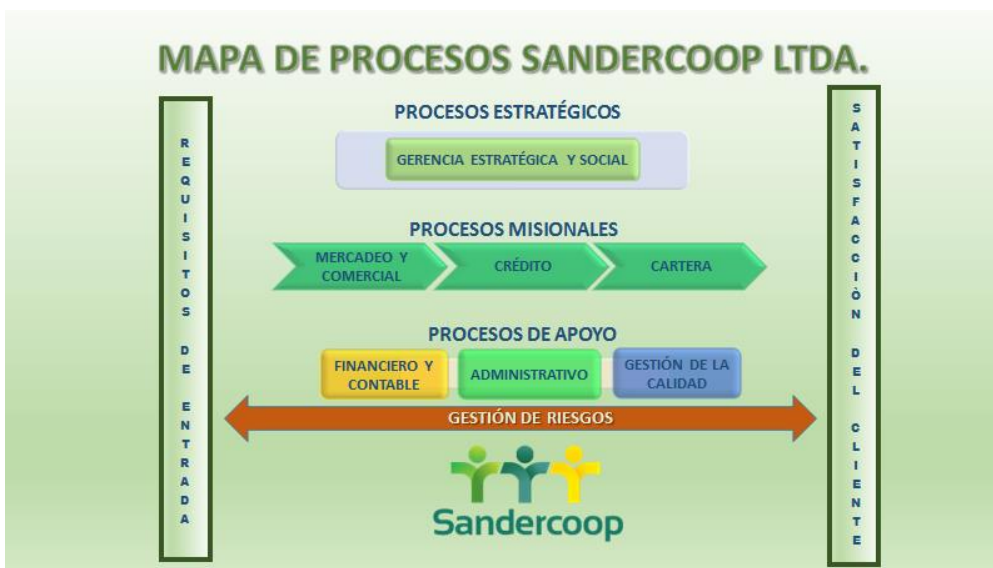 MAPA DE PROCESOS SANDERCOOP LTDA.
REQUISITOS DE ENTRADA
PROCESOS ESTRATÉGICOS
GERENCIA ESTRATÉGICA Y SOCIAL
PROCESOS MISIONALES
MERCADEO Y
COMERCIAL
CRÉDITO
CARTERA
PROCESOS DE APOYO
FINANCIERO Y
CONTABLE
ADMINISTRATIVO
GESTIÓN DE LA
CALIDAD
GESTIÓN DE RIESGOS
Sandercoop
SATISFACCIÒN DEL CLIENTE